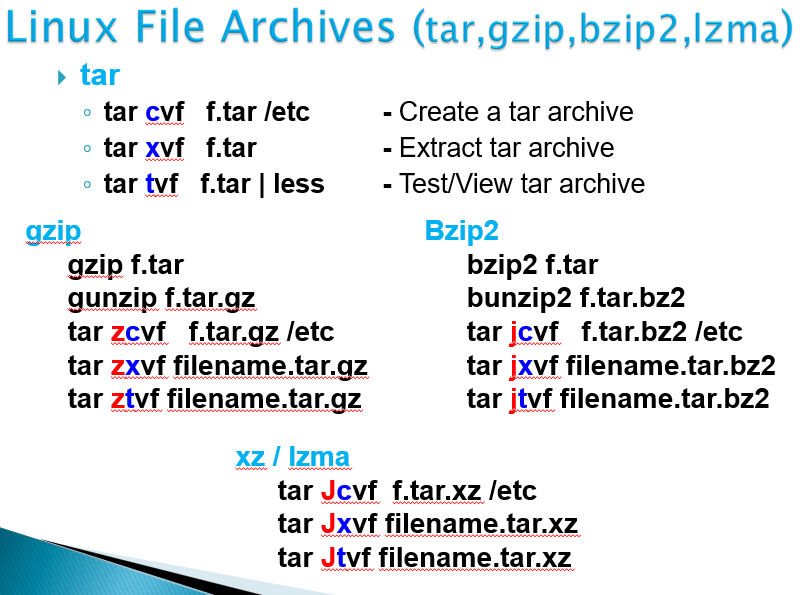 Linux File Archives (tar,gzip,bzip2,lzma)
tar
tar cvf f.tar /etc - Create a tar archive
tar xvf f.tar - Extract tar archive
tar tvf f.tar | less - Test/View tar archive
gzip
gzip f.tar
gunzip f.tar.gz
tar zcvf f.tar.gz /etc
tar zxvf filename.tar.gz
tar ztvf filename.tar.gz
Bzip2
bzip2 f.tar
bunzip2 f.tar.bz2
tar jcvf f.tar.bz2 /etc
tar jxvf filename.tar.bz2
tar jtvf filename.tar.bz2
xz / lzma
tar Jcvf f.tar.xz /etc
tar Jxvf filename.tar.xz
tar Jtvf filename.tar.xz